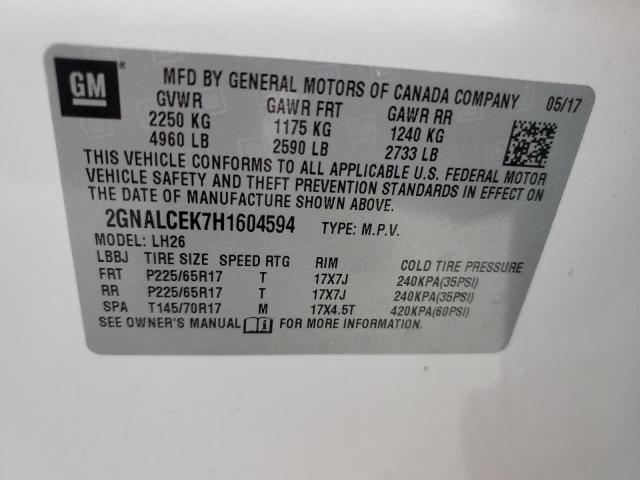 GM ®
MFD BY GENERAL MOTORS OF CANADA COMPANY 05/17
GVWR GAWR FRT GAWR RR
2250 KG 1175 KG 1240 KG
4960 LB 2590 LB 2733 LB
THIS VEHICLE CONFORMS TO ALL APPLICABLE U.S. FEDERAL MOTOR
VEHICLE SAFETY AND THEFT PREVENTION STANDARDS IN EFFECT ON
THE DATE OF MANUFACTURE SHOWN ABOVE.
2GNALCEK7H1604594 TYPE: M.P.V.
MODEL: LH26
LBBJ TIRE SIZE SPEED RTG RIM COLD TIRE PRESSURE
FRT P225/65R17 T 17X7J 240KPA(35PSI)
RR P225/65R17 T 17X7J 240KPA(35PSI)
SPA T145/70R17 M 17X4.5T 420KPA(60PSI)
SEE OWNER'S MANUAL FOR MORE INFORMATION.